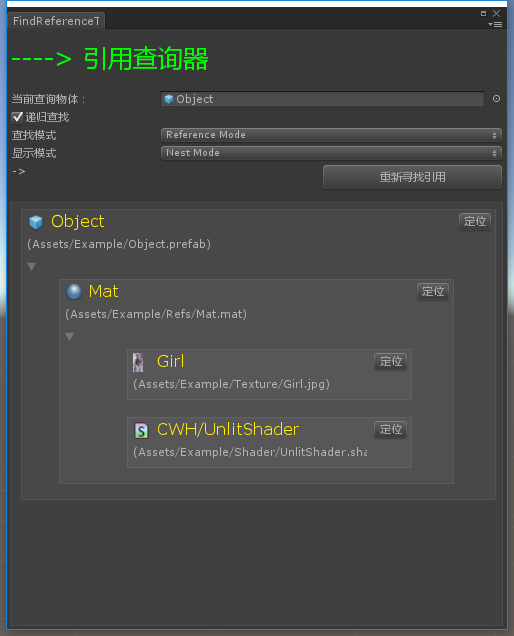 FindReferenceT
----> 引用查询器
当前查询物体： Object
递归查找
查找模式 Reference Mode
显示模式 Nest Mode
-> 重新寻找引用
Object 定位
(Assets/Example/Object.prefab)
Mat 定位
(Assets/Example/Refs/Mat.mat)
Girl 定位
(Assets/Example/Texture/Girl.jpg)
CWH/UnlitShader 定位
(Assets/Example/Shader/UnlitShader.sha